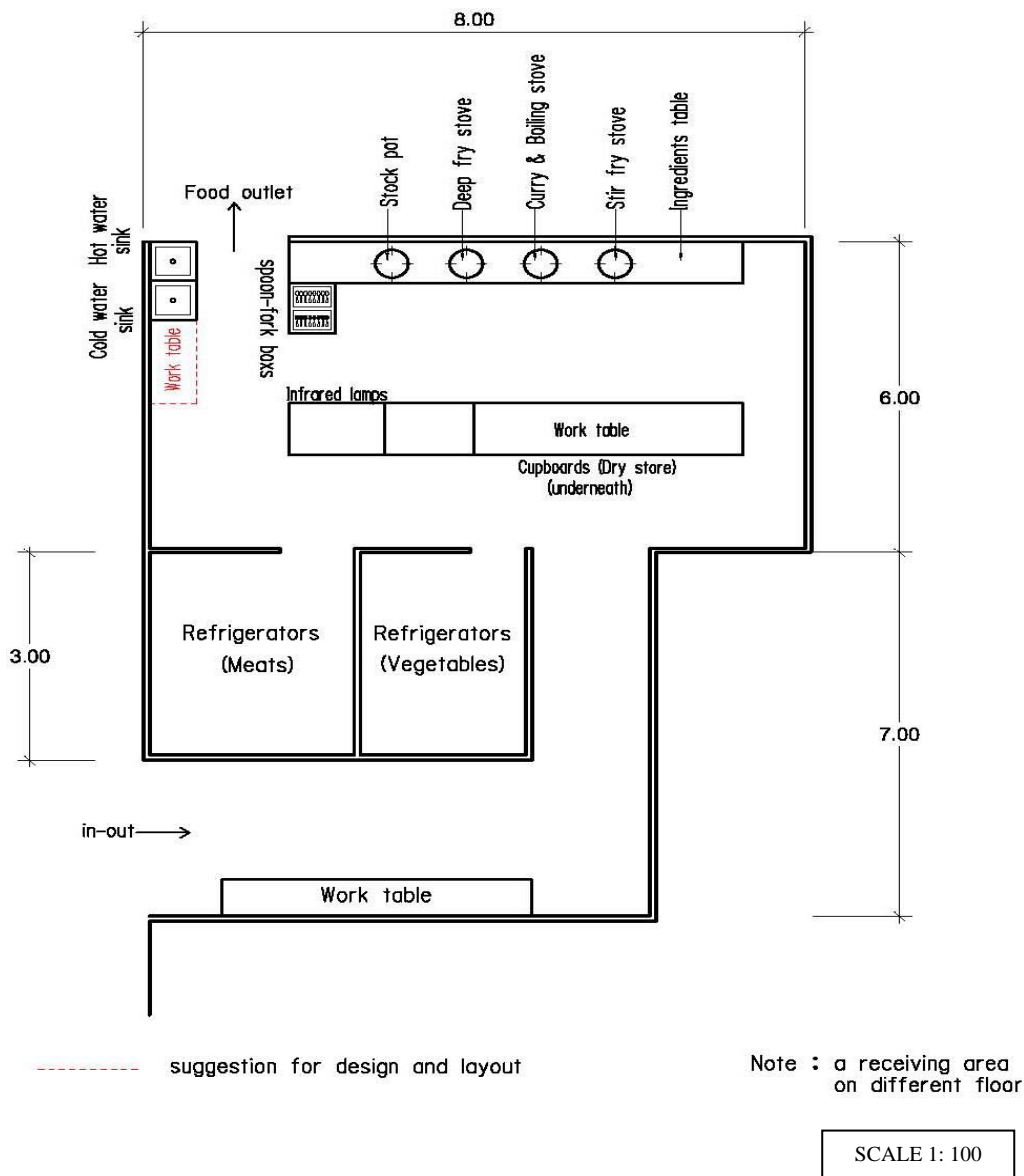 8.00
Stock pot
Deep fry stove
Curry & Boiling stove
Stir fry stove
Ingredients table
Food outlet
Hot water
sink
Cold water
sink
Work table
spoon-fork boxs
Infrared lamps
Work table
Cupboards (Dry store)
(underneath)
6.00
Refrigerators
(Meats)
Refrigerators
(Vegetables)
3.00
7.00
in-out
Work table
suggestion for design and layout
Note : a receiving area
on different floor
SCALE 1: 100